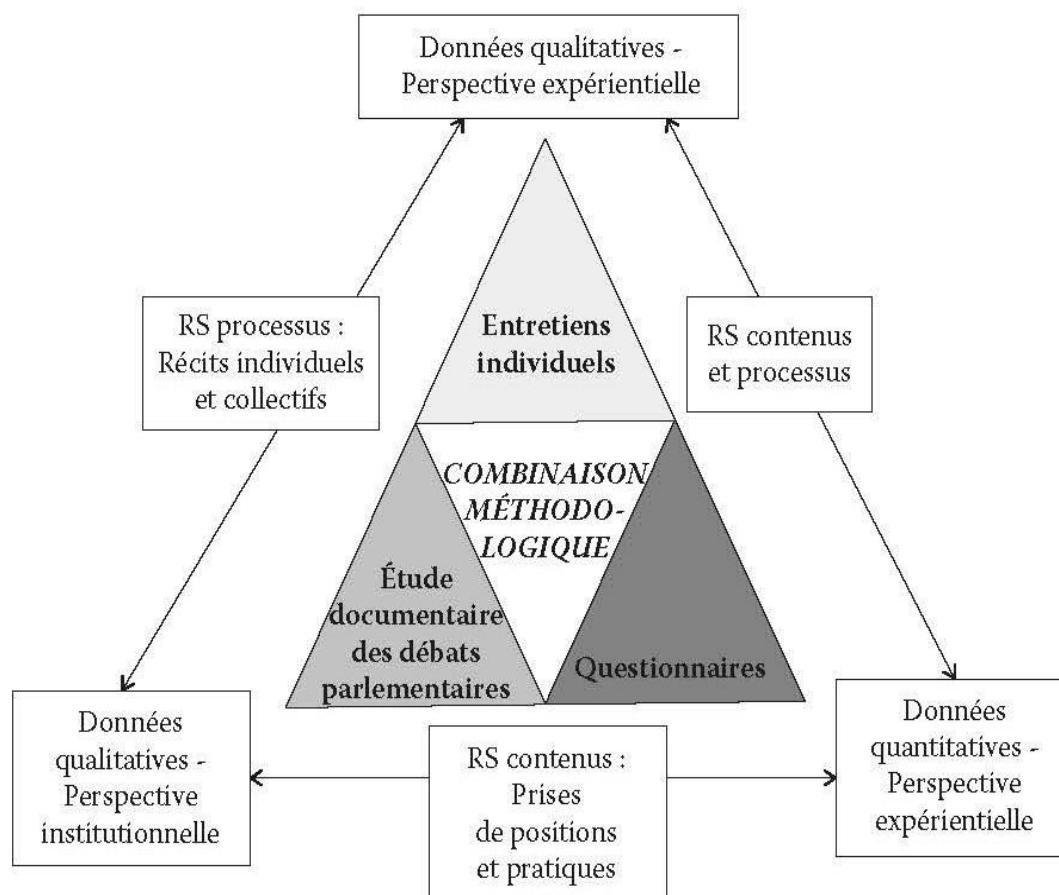 Données qualitatives -
Perspective expérientielle
RS processus :
Récits individuels
et collectifs
Entretiens
individuels
RS contenus
et processus
COMBINAISON
MÉTHODO-
LOGIQUE
Étude
documentaire
des débats
parlementaires
Questionnaires
Données
qualitatives -
Perspective
institutionnelle
RS contenus :
Prises
de positions
et pratiques
Données
quantitatives -
Perspective
expérientielle